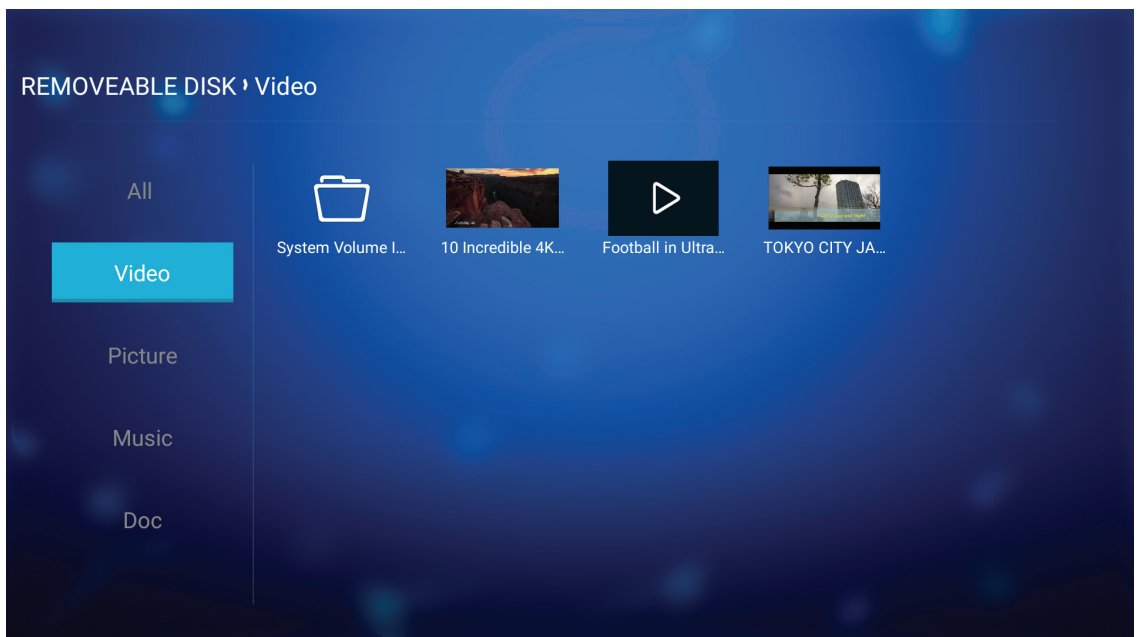 REMOVEABLE DISK Video
All
Video
Picture
Music
Doc
System Volume I...
10 Incredible 4K...
Football in Ultra...
TOKYO CITY JA...